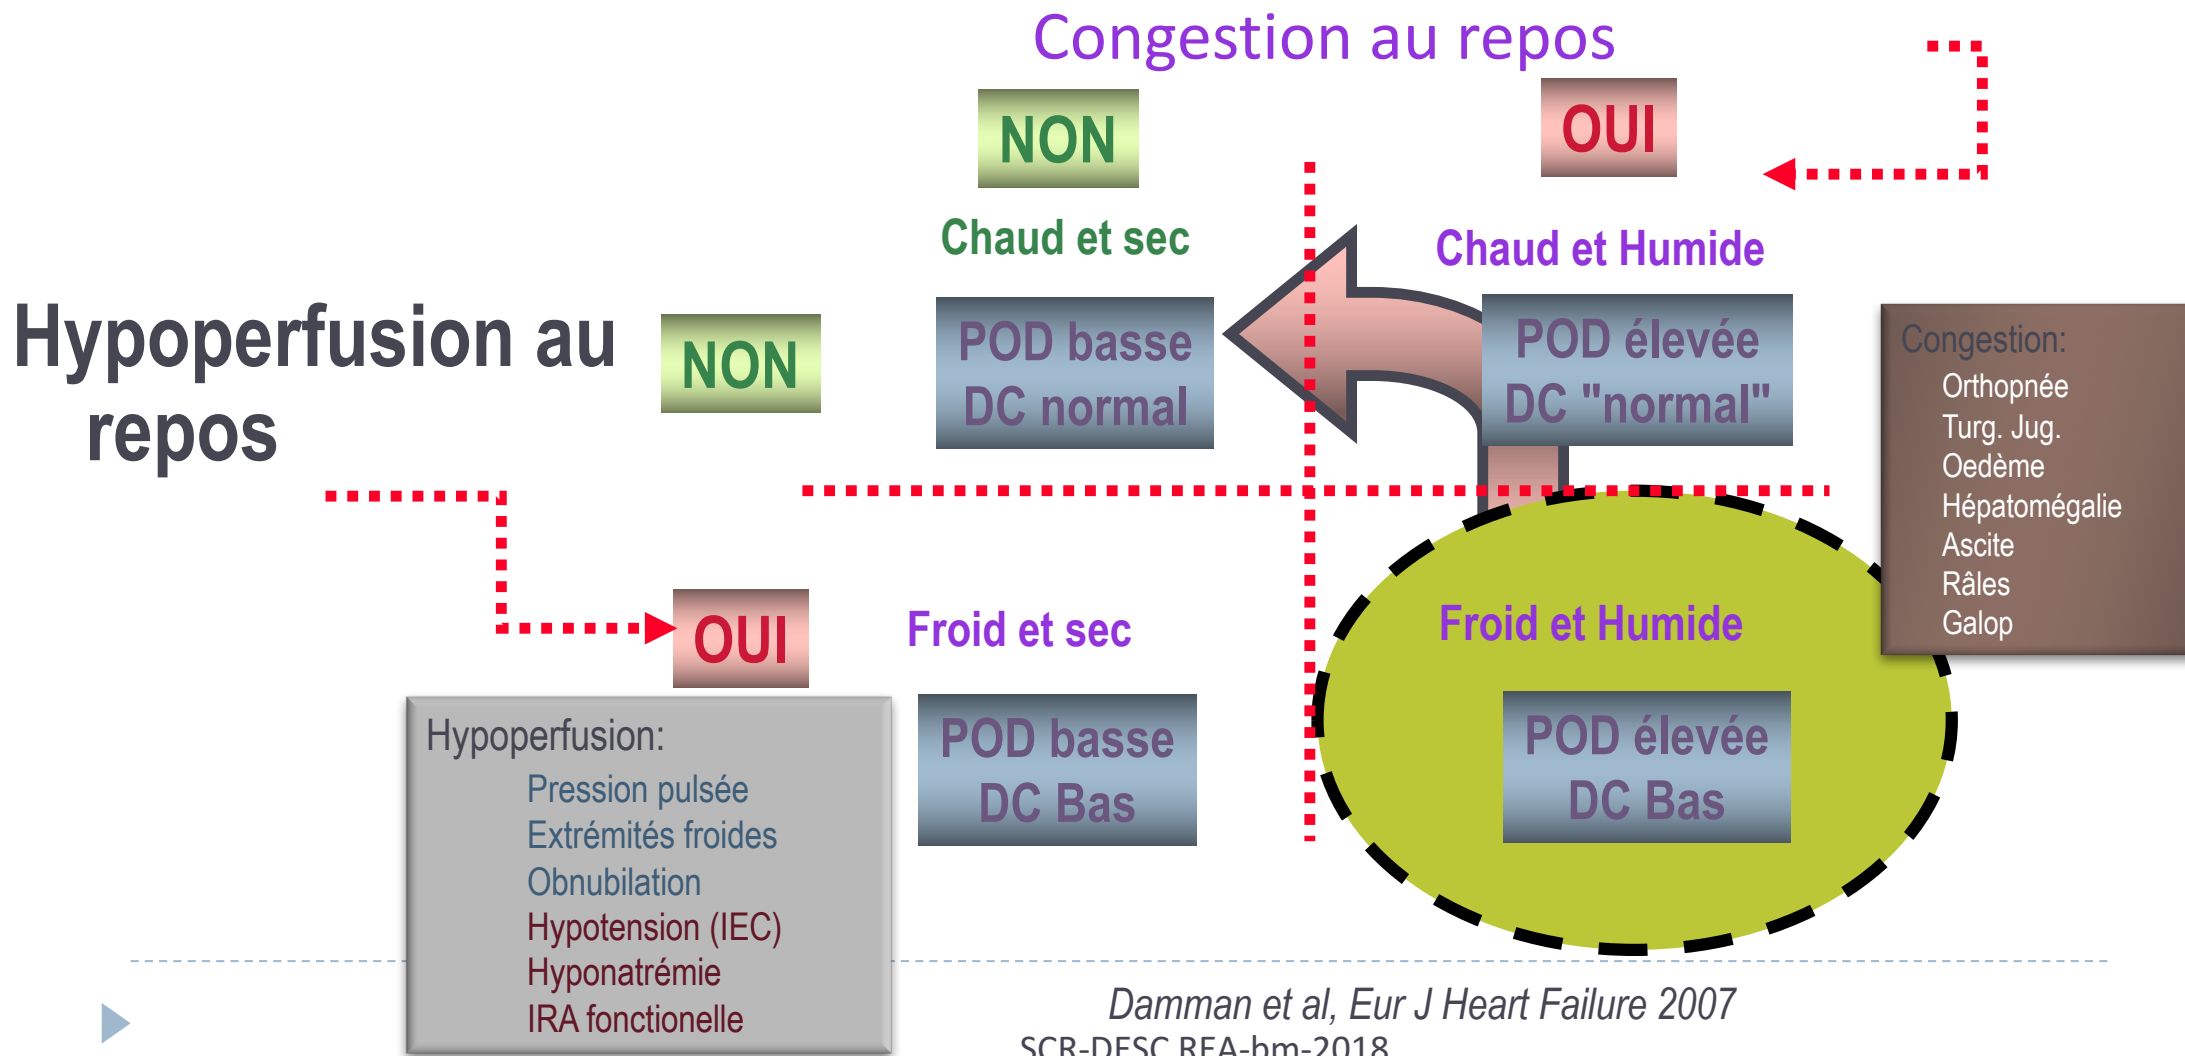 Congestion au repos
NON
OUI
Chaud et sec
Chaud et Humide
Hypoperfusion au
repos
NON
POD basse
DC normal
POD élevée
DC "normal"
Congestion:
Orthopnée
Turg. Jug.
Oedème
Hépatomégalie
Ascite
Râles
Galop
OUI
Froid et sec
Froid et Humide
POD basse
DC Bas
POD élevée
DC Bas
Hypoperfusion:
Pression pulsée
Extrémités froides
Obnubilation
Hypotension (IEC)
Hyponatrémie
IRA fonctionelle
Damman et al, Eur J Heart Failure 2007
SCR-DESC REA-bm-2018